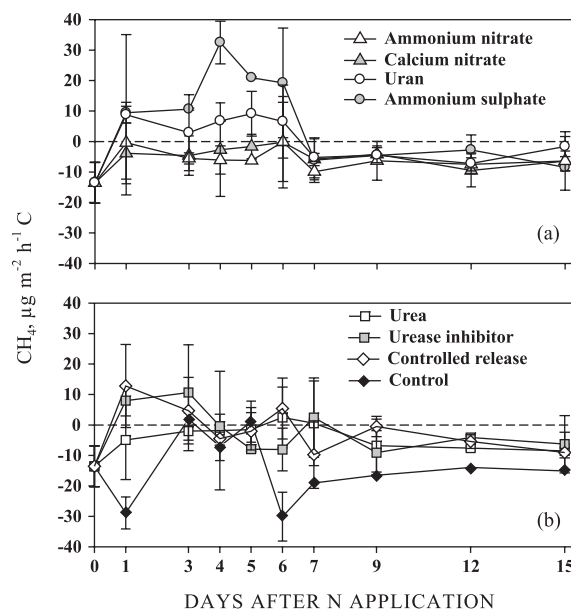 40
30
20
10
0
-10
-20
-30
-40
Ammonium nitrate
Calcium nitrate
Uran
Ammonium sulphate
(a)
CH₄, µg m⁻² h⁻¹ C
40
30
20
10
0
-10
-20
-30
-40
Urea
Urease inhibitor
Controlled release
Control
(b)
0 1 3 4 5 6 7 9 12 15
DAYS AFTER N APPLICATION